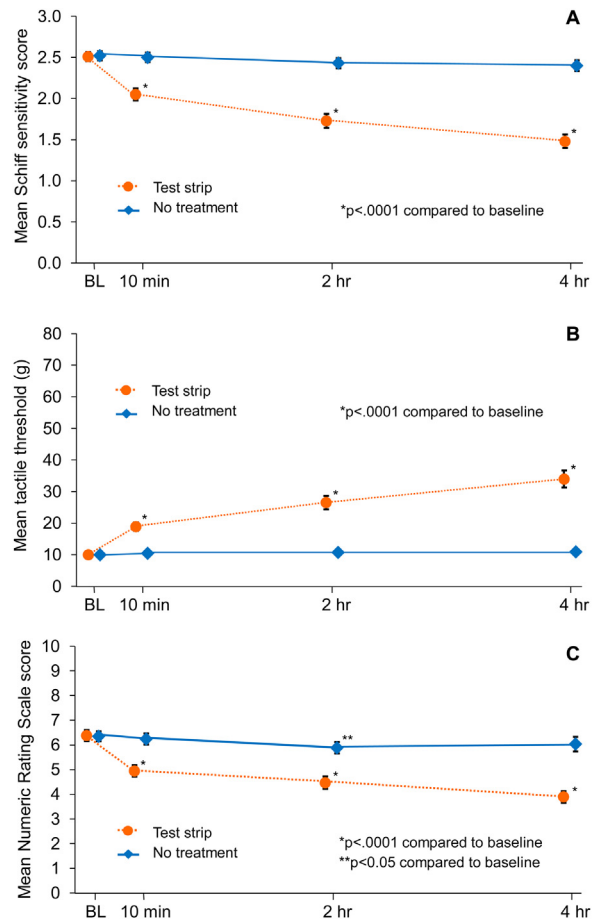 A
Mean Schiff sensitivity score
3.0
2.5
2.0
1.5
1.0
0.5
0.0
*
*
*
Test strip
No treatment
*p<.0001 compared to baseline
BL 10 min 2 hr 4 hr
B
Mean tactile threshold (g)
80
70
60
50
40
30
20
10
0
Test strip
No treatment
*p<.0001 compared to baseline
*
*
*
BL 10 min 2 hr 4 hr
C
Mean Numeric Rating Scale score
10
9
8
7
6
5
4
3
2
1
0
**
*
*
*
Test strip
No treatment
*p<.0001 compared to baseline
**p<0.05 compared to baseline
BL 10 min 2 hr 4 hr